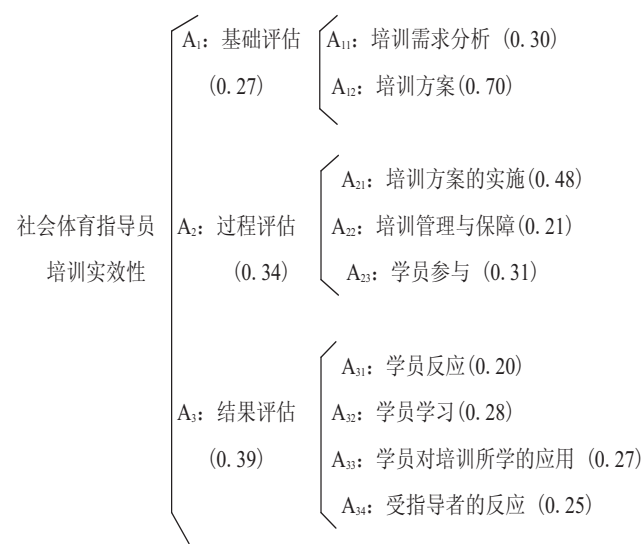 A₁：基础评估
(0.27)
A₁₁：培训需求分析 (0.30)
A₁₂：培训方案(0.70)
社会体育指导员
培训实效性
A₂：过程评估
(0.34)
A₂₁：培训方案的实施(0.48)
A₂₂：培训管理与保障(0.21)
A₂₃：学员参与 (0.31)
A₃：结果评估
(0.39)
A₃₁：学员反应(0.20)
A₃₂：学员学习(0.28)
A₃₃：学员对培训所学的应用 (0.27)
A₃₄：受指导者的反应 (0.25)